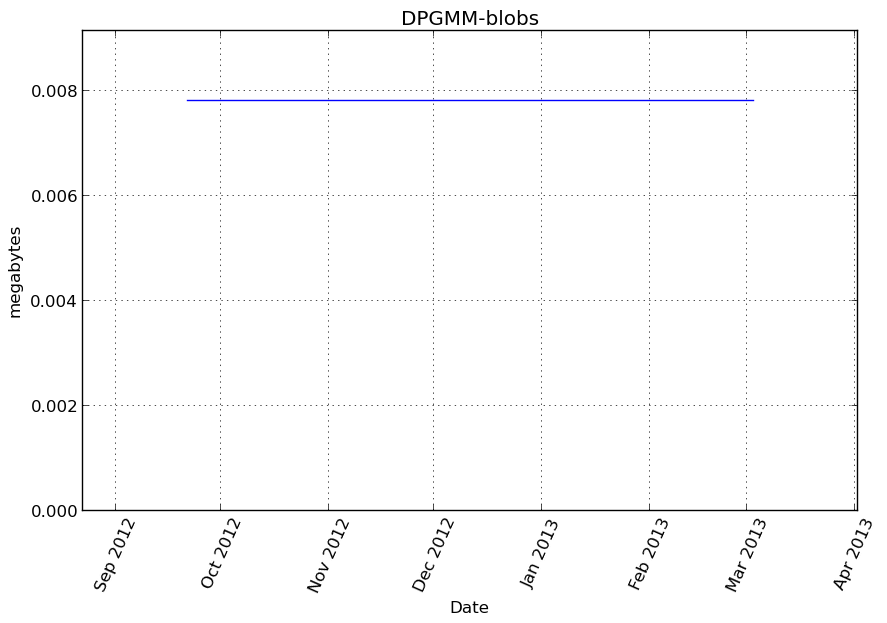 DPGMM-blobs
0.008
0.006
0.004
0.002
0.000
megabytes
Sep 2012
Oct 2012
Nov 2012
Dec 2012
Jan 2013
Feb 2013
Mar 2013
Apr 2013
Date